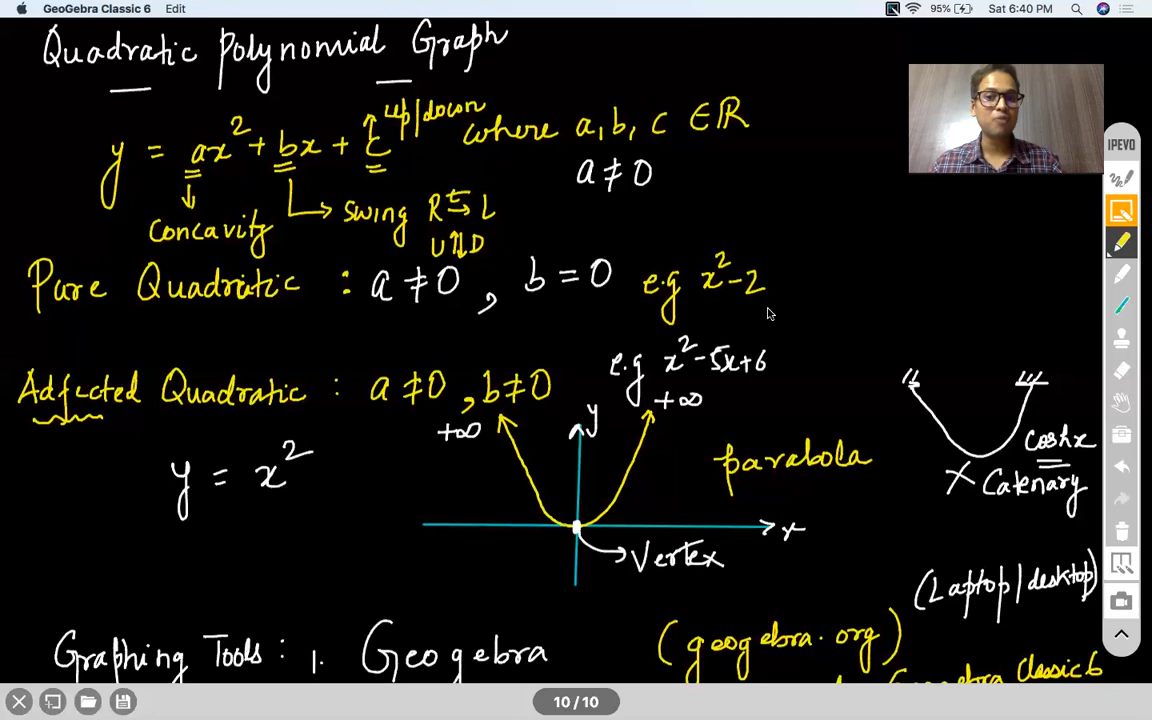 GeoGebra Classic 6 Edit 95% Sat 6:40 PM
Quadratic Polynomial Graph
up/down
y = ax² + bx + c where a, b, c ∈ ℝ
a ≠ 0
concavity
swing R ⇆ L
U ⇅ D
Pure Quadratic : a ≠ 0, b = 0 e.g x² - 2
e.g x² - 5x + 6
Adfected Quadratic : a ≠ 0, b ≠ 0
+∞ +∞
y
y = x²
parabola
coshx
X Catenary
x
Vertex
(Laptop/desktop)
Graphing Tools : 1. Geogebra (geogebra.org)
Geogebra Classic 6
IPEVO
10/10